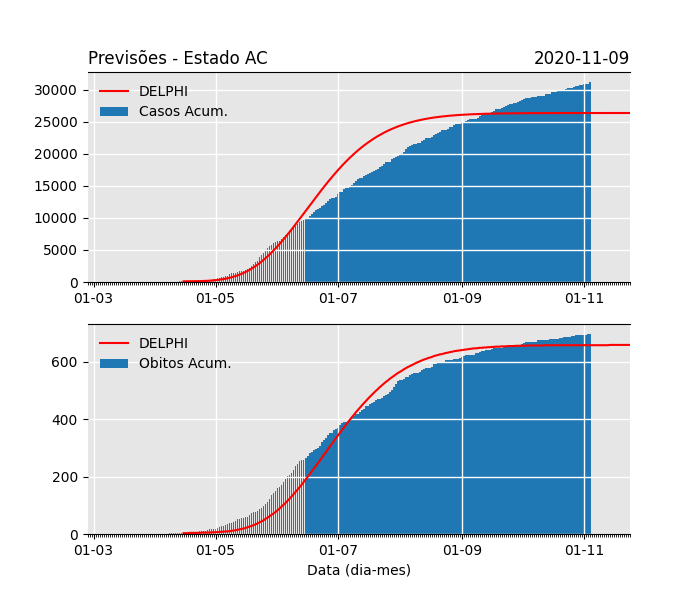 Previsões - Estado AC 2020-11-09
DELPHI
Casos Acum.
30000
25000
20000
15000
10000
5000
0
01-03 01-05 01-07 01-09 01-11
DELPHI
Obitos Acum.
600
400
200
0
01-03 01-05 01-07 01-09 01-11
Data (dia-mes)